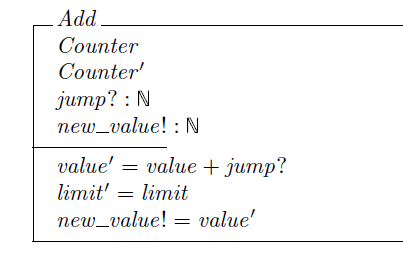 Add
Counter
Counter′
jump? : ℕ
new_value! : ℕ
value′ = value + jump?
limit′ = limit
new_value! = value′